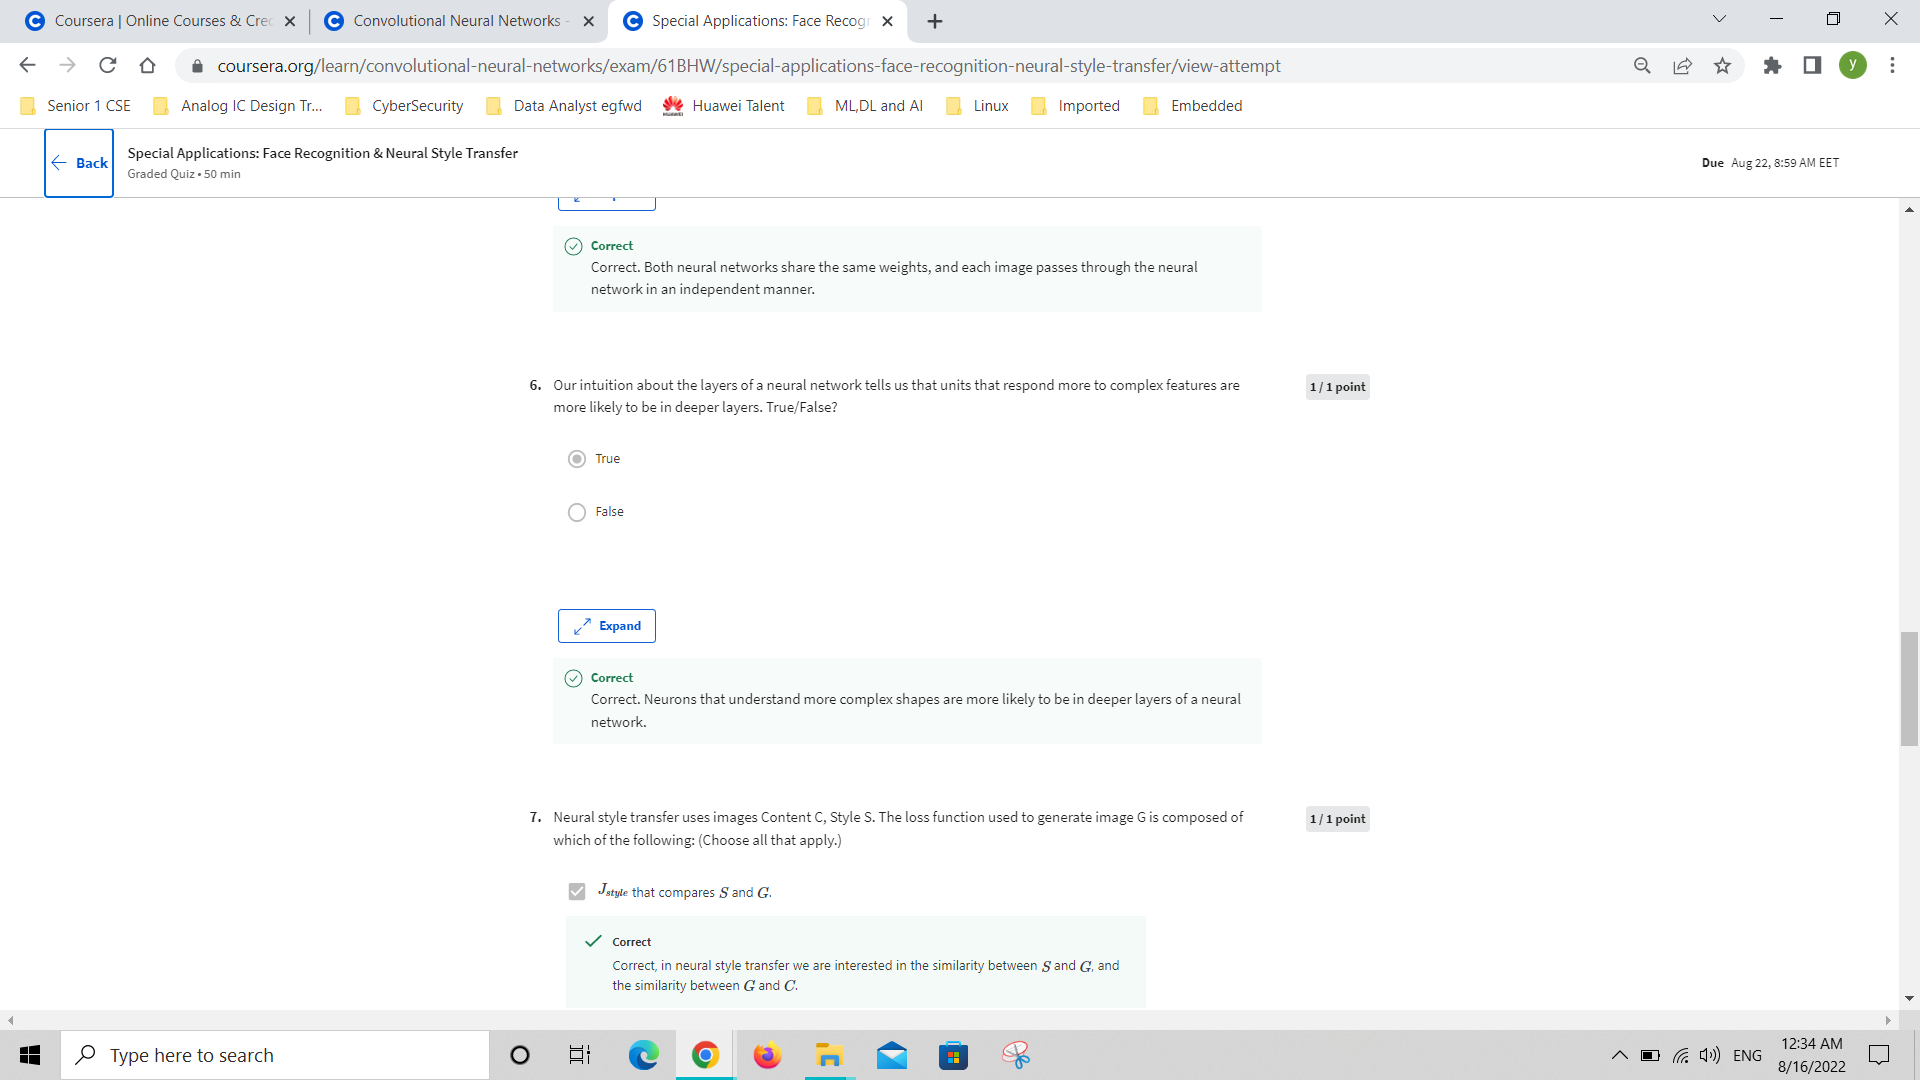 Coursera | Online Courses & Cre
Convolutional Neural Networks -
Special Applications: Face Recogn
coursera.org/learn/convolutional-neural-networks/exam/61BHW/special-applications-face-recognition-neural-style-transfer/view-attempt
y
Senior 1 CSE
Analog IC Design Tr...
CyberSecurity
Data Analyst egfwd
Huawei Talent
ML,DL and AI
Linux
Imported
Embedded
Back
Special Applications: Face Recognition & Neural Style Transfer
Graded Quiz • 50 min
Due Aug 22, 8:59 AM EET
Correct
Correct. Both neural networks share the same weights, and each image passes through the neural
network in an independent manner.
6. Our intuition about the layers of a neural network tells us that units that respond more to complex features are
more likely to be in deeper layers. True/False?
1 / 1 point
True
False
Expand
Correct
Correct. Neurons that understand more complex shapes are more likely to be in deeper layers of a neural
network.
7. Neural style transfer uses images Content C, Style S. The loss function used to generate image G is composed of
which of the following: (Choose all that apply.)
1 / 1 point
J_style that compares S and G.
Correct
Correct, in neural style transfer we are interested in the similarity between S and G, and
the similarity between G and C.
Type here to search
ENG
12:34 AM
8/16/2022